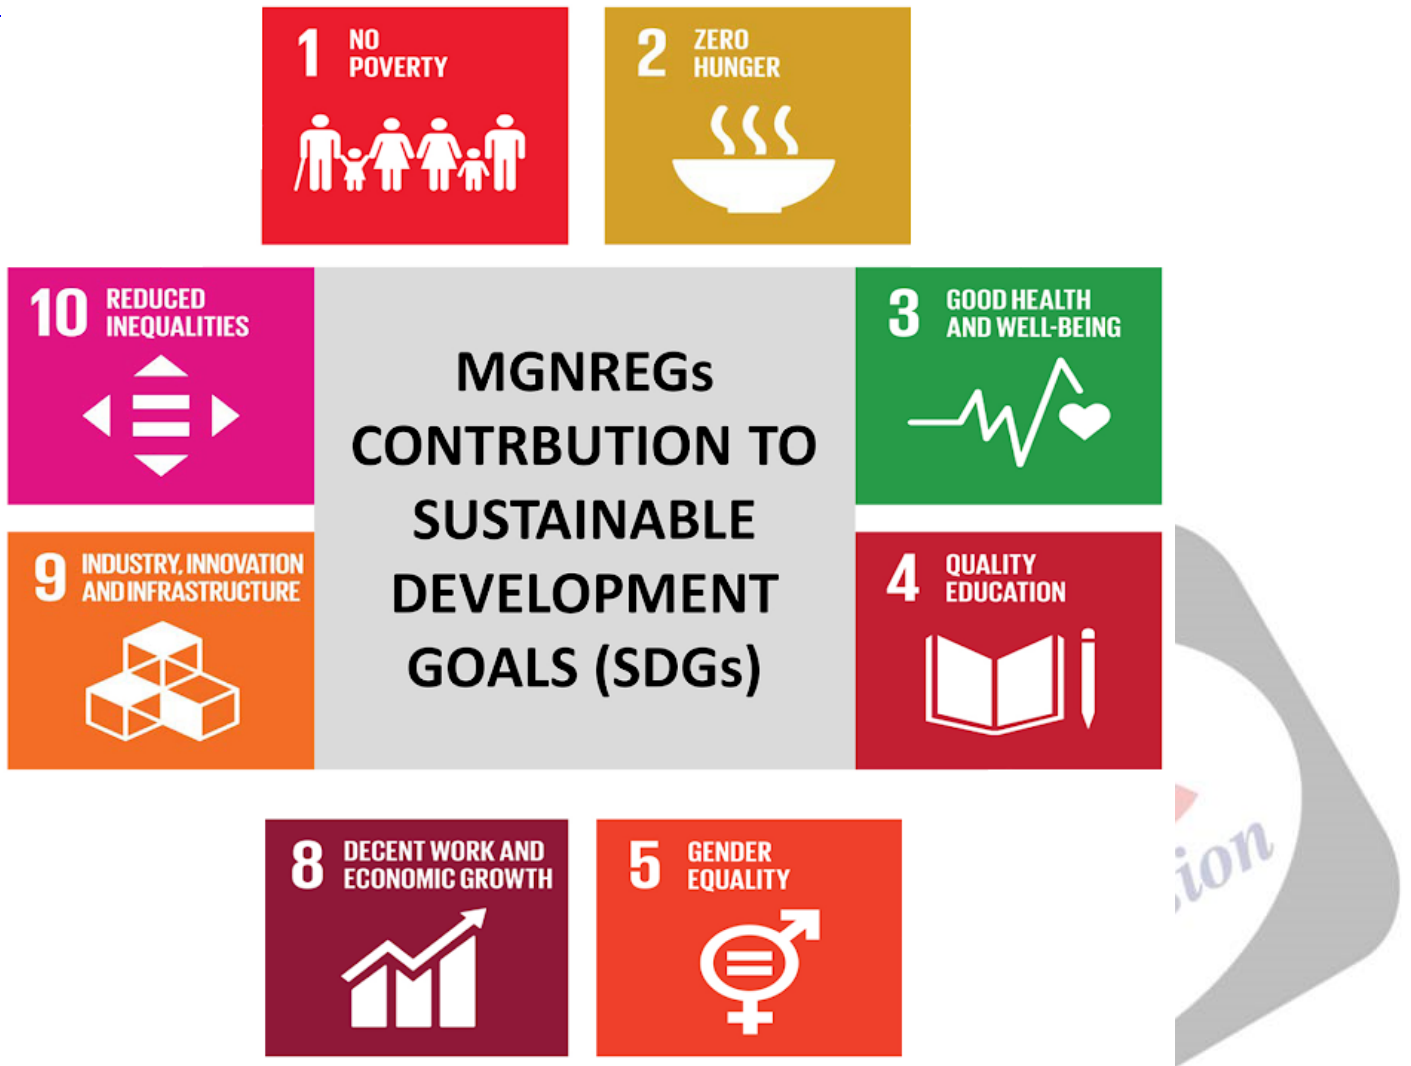 1 NO
POVERTY
2 ZERO
HUNGER
10 REDUCED
INEQUALITIES
MGNREGs
CONTRBUTION TO
SUSTAINABLE
DEVELOPMENT
GOALS (SDGs)
3 GOOD HEALTH
AND WELL-BEING
9 INDUSTRY, INNOVATION
AND INFRASTRUCTURE
4 QUALITY
EDUCATION
8 DECENT WORK AND
ECONOMIC GROWTH
5 GENDER
EQUALITY